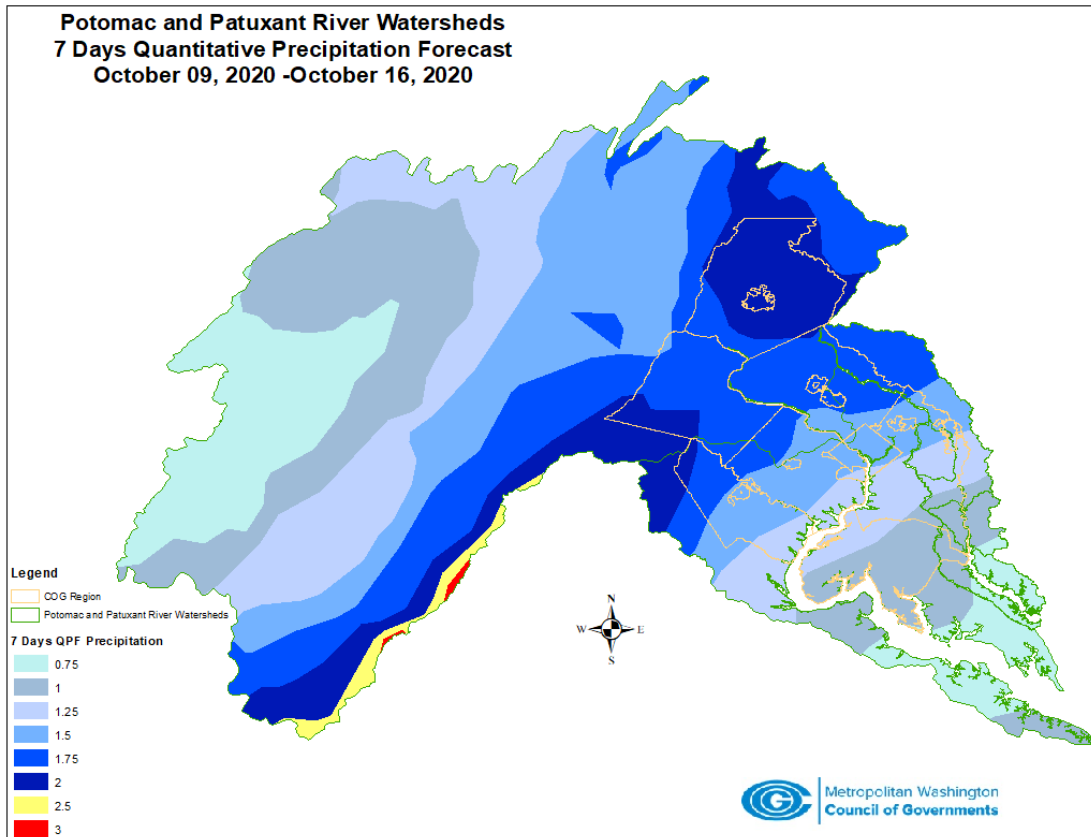 Potomac and Patuxant River Watersheds
7 Days Quantitative Precipitation Forecast
October 09, 2020 -October 16, 2020
Legend
COG Region
Potomac and Patuxant River Watersheds
7 Days QPF Precipitation
0.75
1
1.25
1.5
1.75
2
2.5
3
N
W E
S
Metropolitan Washington
Council of Governments